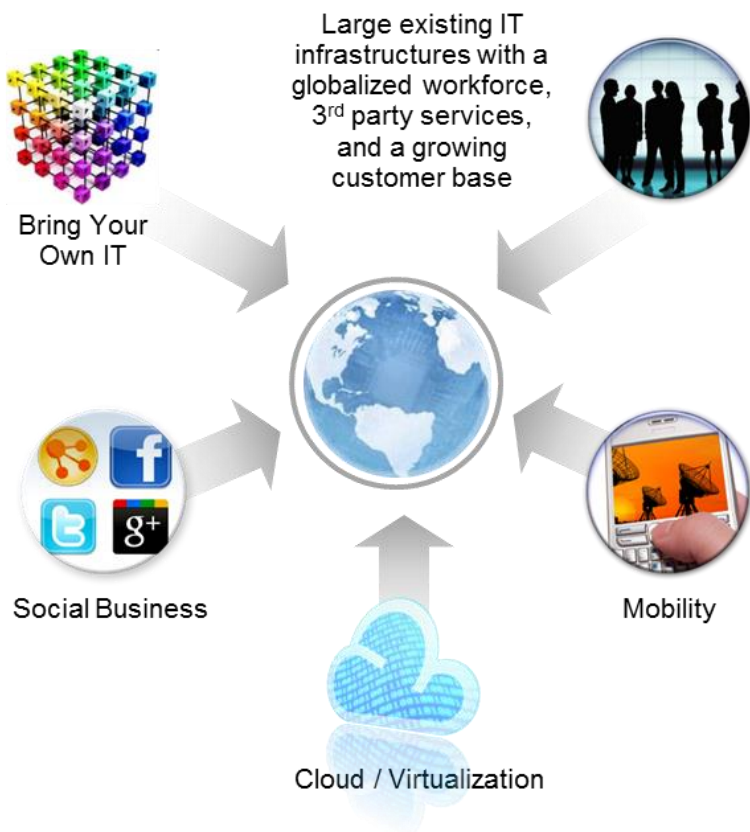 Large existing IT
infrastructures with a
globalized workforce,
3rd party services,
and a growing
customer base
Bring Your
Own IT
f
t
g+
Social Business
Mobility
Cloud / Virtualization